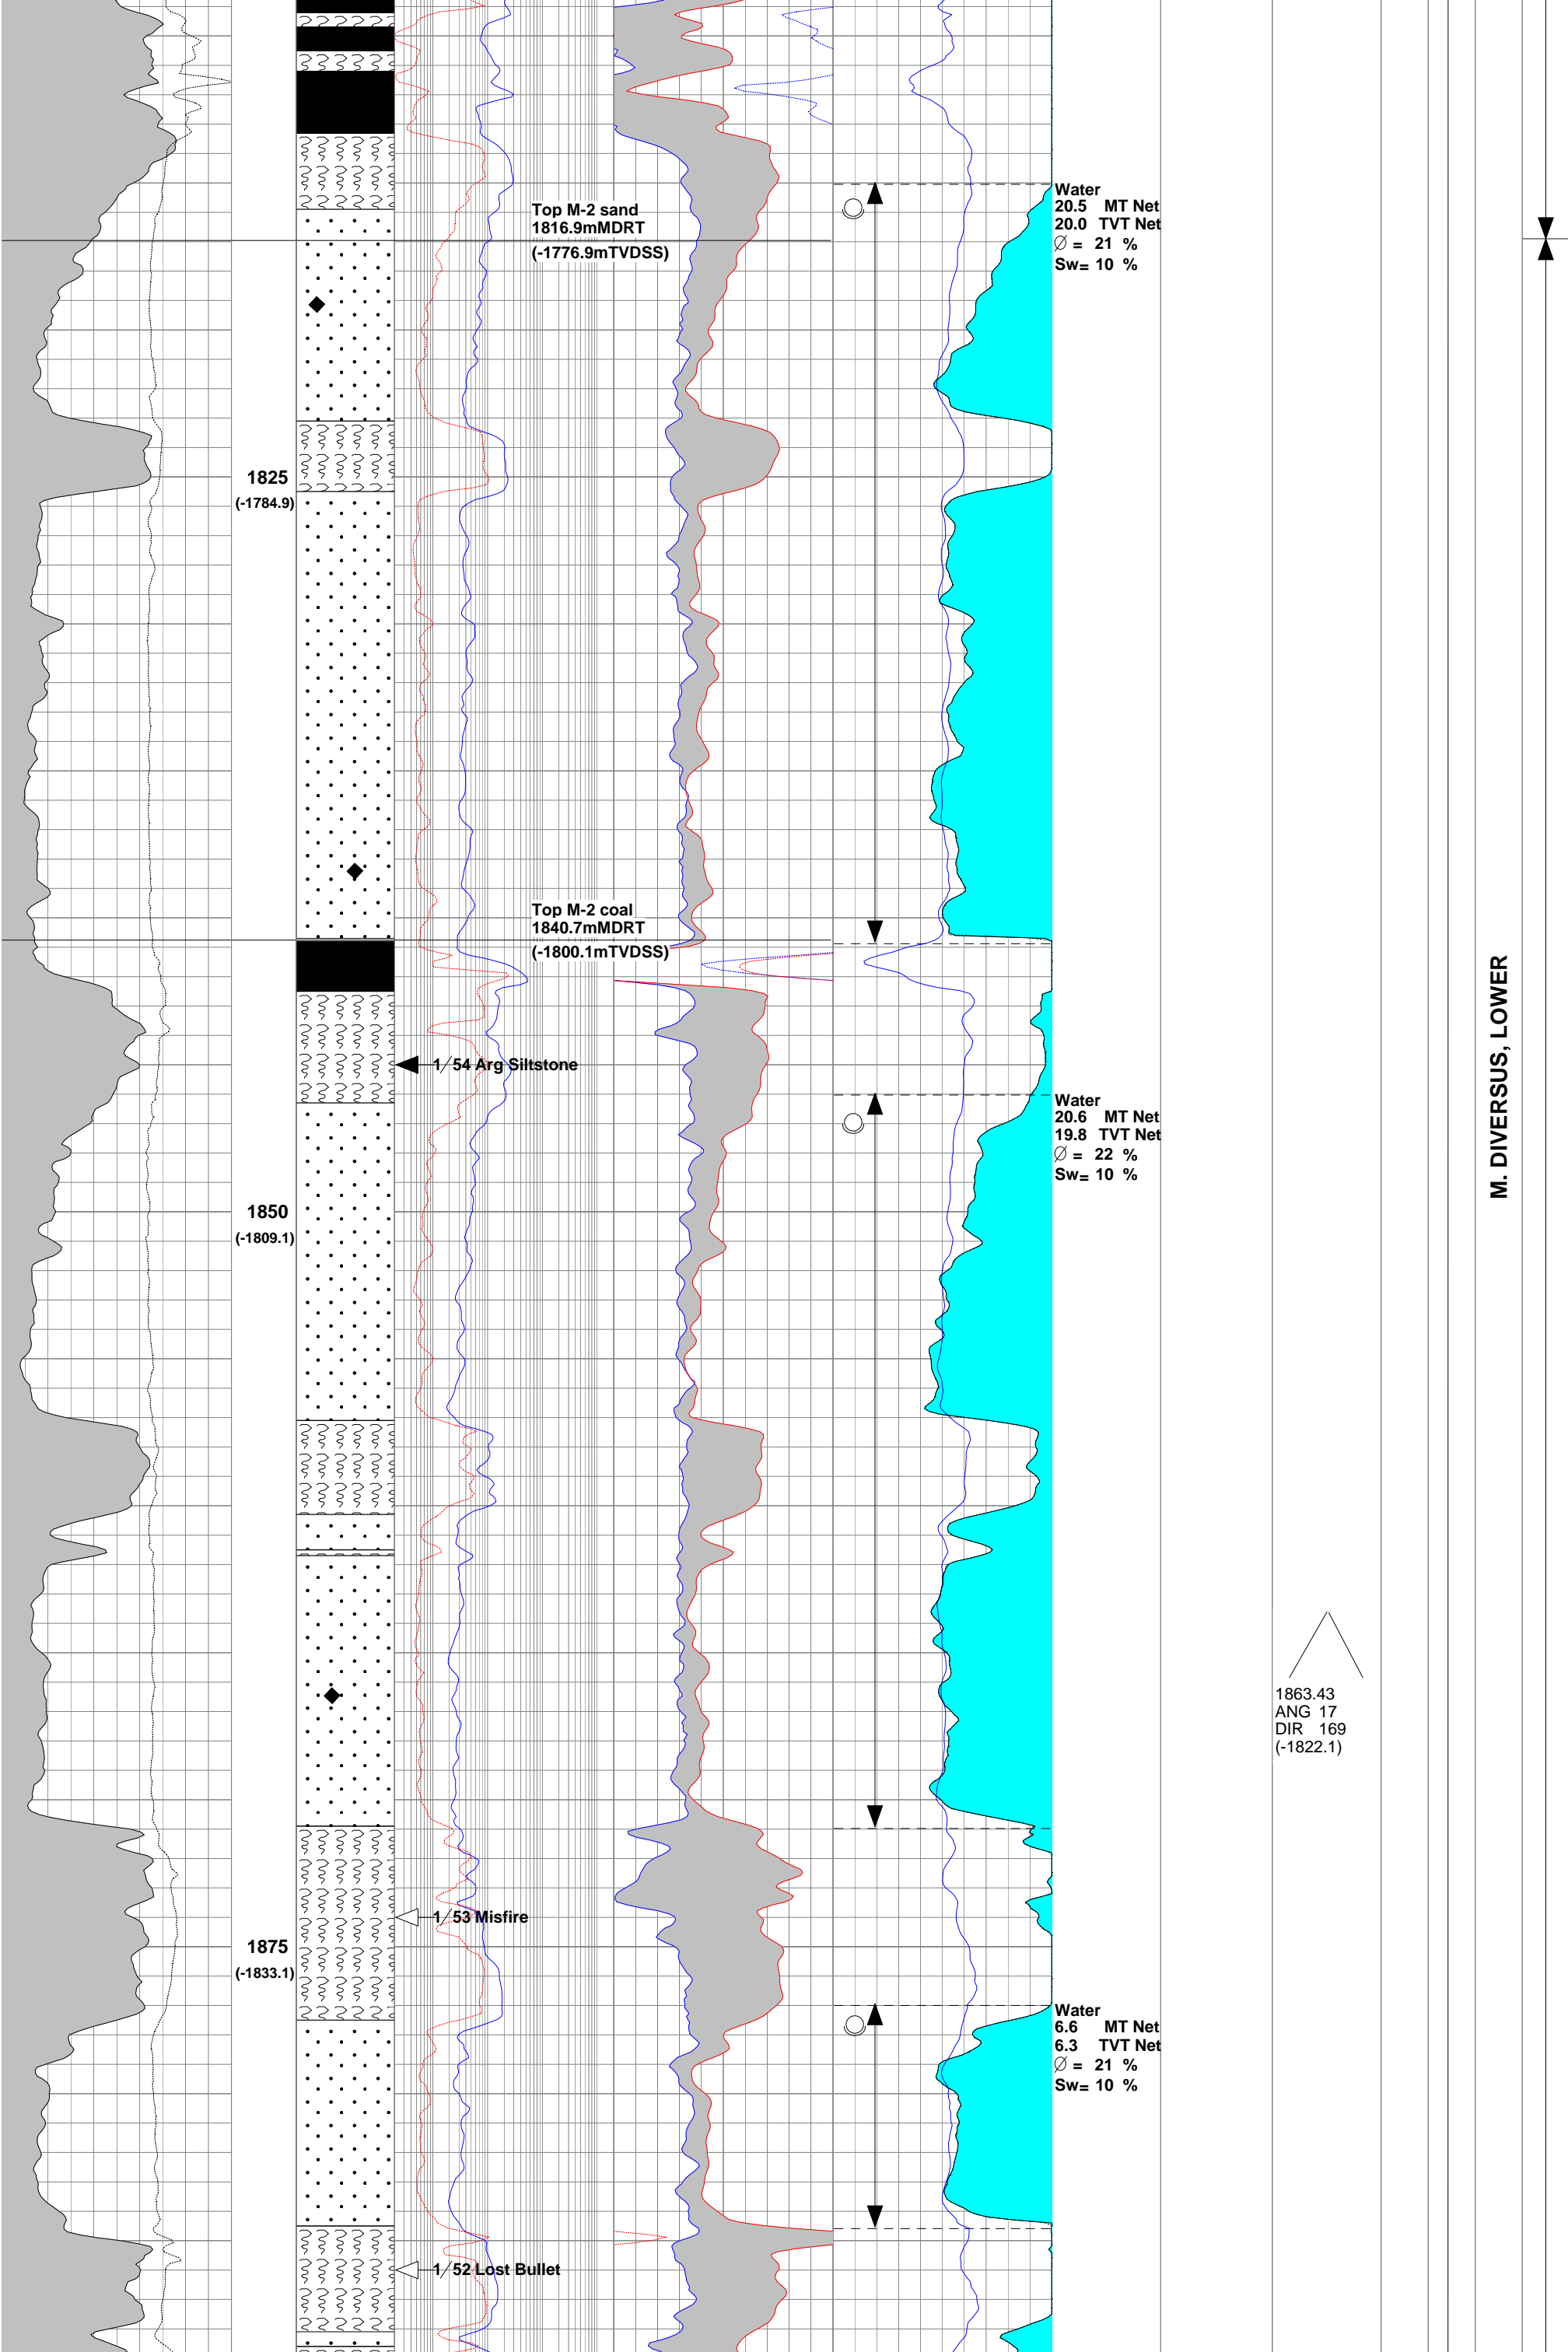 Top M-2 sand
1816.9mMDRT
(-1776.9mTVDSS)
Water
20.5 MT Net
20.0 TVT Net
Ø = 21 %
Sw= 10 %
1825
(-1784.9)
Top M-2 coal
1840.7mMDRT
(-1800.1mTVDSS)
1/54 Arg Siltstone
Water
20.6 MT Net
19.8 TVT Net
Ø = 22 %
Sw= 10 %
M. DIVERSUS, LOWER
1850
(-1809.1)
1863.43
ANG 17
DIR 169
(-1822.1)
1/53 Misfire
1875
(-1833.1)
Water
6.6 MT Net
6.3 TVT Net
Ø = 21 %
Sw= 10 %
1/52 Lost Bullet